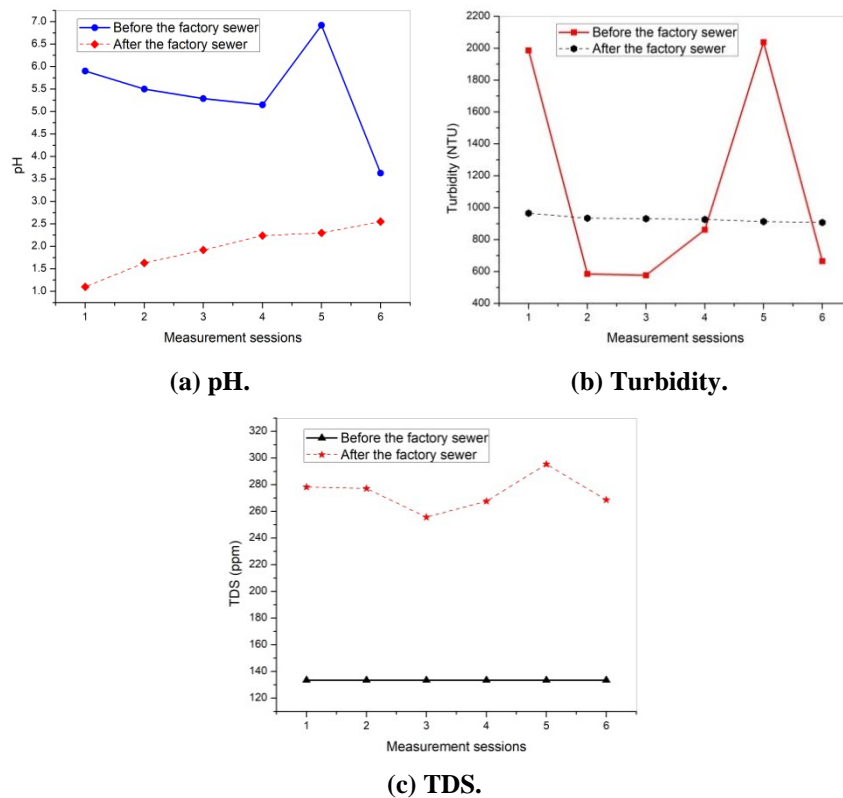 Before the factory sewer
After the factory sewer
7.0
6.5
6.0
5.5
5.0
4.5
4.0
3.5
3.0
2.5
2.0
1.5
1.0
pH
1 2 3 4 5 6
Measurement sessions
(a) pH.
Before the factory sewer
After the factory sewer
2200
2000
1800
1600
1400
1200
1000
800
600
400
Turbidity (NTU)
1 2 3 4 5 6
Measurement sessions
(b) Turbidity.
Before the factory sewer
After the factory sewer
320
300
280
260
240
220
200
180
160
140
120
TDS (ppm)
1 2 3 4 5 6
Measurement sessions
(c) TDS.